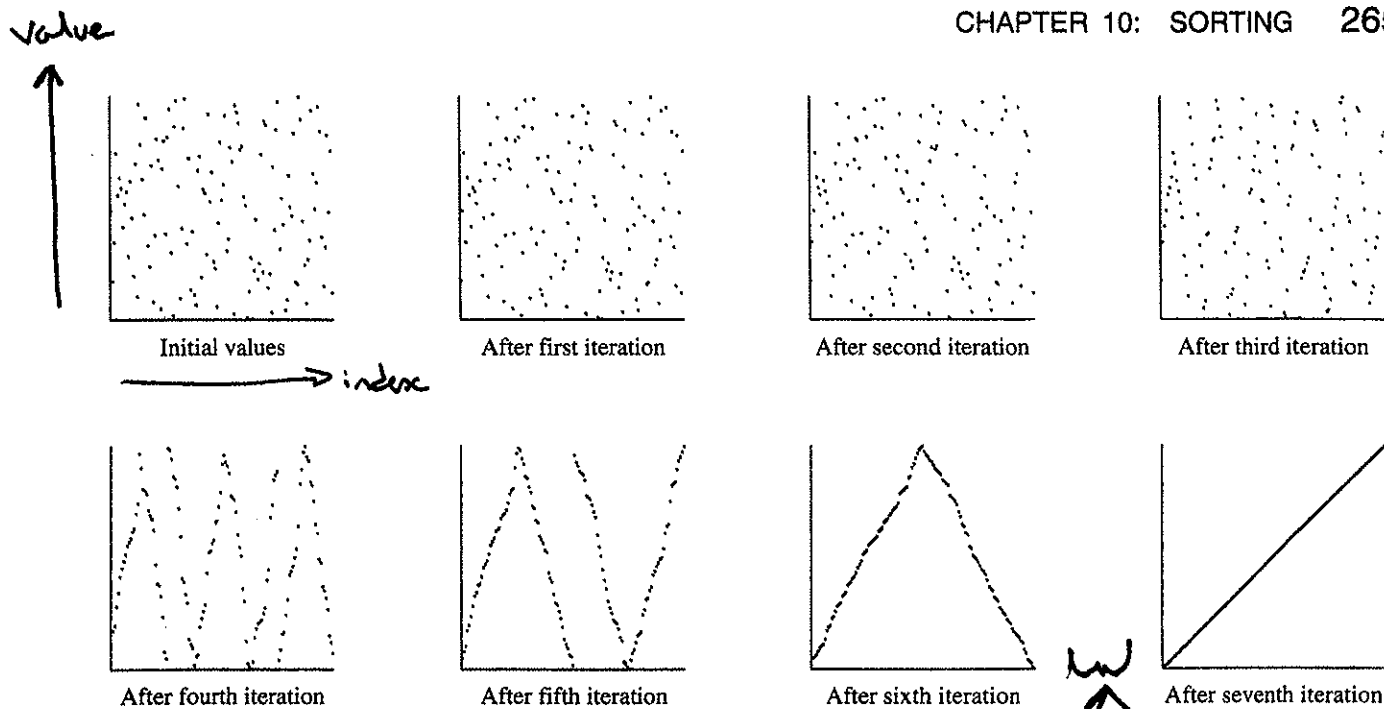 CHAPTER 10: SORTING 265
value
Initial values
After first iteration
After second iteration
After third iteration
index
After fourth iteration
After fifth iteration
After sixth iteration
After seventh iteration